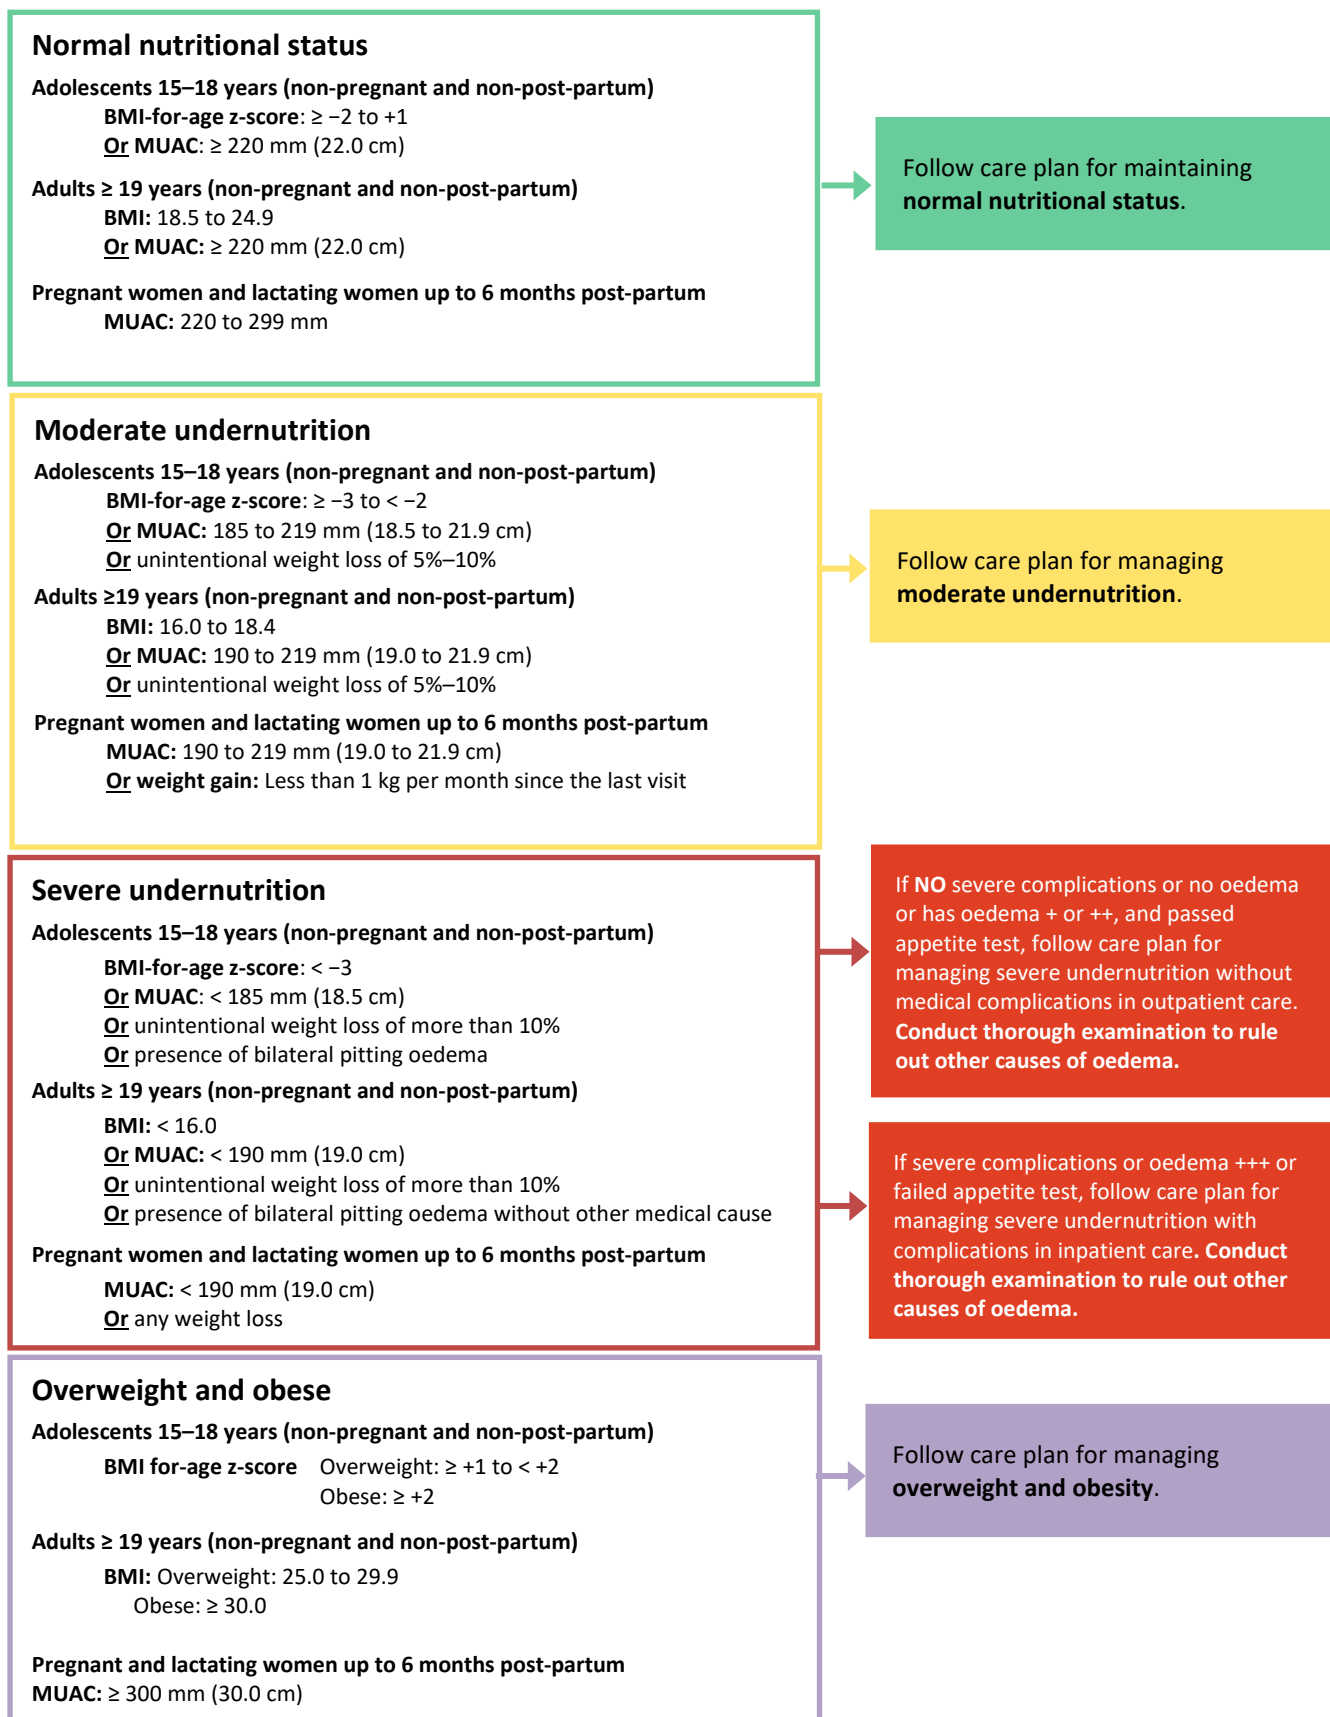 Normal nutritional status
Adolescents 15–18 years (non-pregnant and non-post-partum)
BMI-for-age z-score: ≥ −2 to +1
Or MUAC: ≥ 220 mm (22.0 cm)
Adults ≥ 19 years (non-pregnant and non-post-partum)
BMI: 18.5 to 24.9
Or MUAC: ≥ 220 mm (22.0 cm)
Pregnant women and lactating women up to 6 months post-partum
MUAC: 220 to 299 mm
Follow care plan for maintaining
normal nutritional status.
Moderate undernutrition
Adolescents 15–18 years (non-pregnant and non-post-partum)
BMI-for-age z-score: ≥ −3 to < −2
Or MUAC: 185 to 219 mm (18.5 to 21.9 cm)
Or unintentional weight loss of 5%–10%
Adults ≥19 years (non-pregnant and non-post-partum)
BMI: 16.0 to 18.4
Or MUAC: 190 to 219 mm (19.0 to 21.9 cm)
Or unintentional weight loss of 5%–10%
Pregnant women and lactating women up to 6 months post-partum
MUAC: 190 to 219 mm (19.0 to 21.9 cm)
Or weight gain: Less than 1 kg per month since the last visit
Follow care plan for managing
moderate undernutrition.
Severe undernutrition
Adolescents 15–18 years (non-pregnant and non-post-partum)
BMI-for-age z-score: < −3
Or MUAC: < 185 mm (18.5 cm)
Or unintentional weight loss of more than 10%
Or presence of bilateral pitting oedema
Adults ≥ 19 years (non-pregnant and non-post-partum)
BMI: < 16.0
Or MUAC: < 190 mm (19.0 cm)
Or unintentional weight loss of more than 10%
Or presence of bilateral pitting oedema without other medical cause
Pregnant women and lactating women up to 6 months post-partum
MUAC: < 190 mm (19.0 cm)
Or any weight loss
If NO severe complications or no oedema
or has oedema + or ++, and passed
appetite test, follow care plan for
managing severe undernutrition without
medical complications in outpatient care.
Conduct thorough examination to rule
out other causes of oedema.
If severe complications or oedema +++ or
failed appetite test, follow care plan for
managing severe undernutrition with
complications in inpatient care. Conduct
thorough examination to rule out other
causes of oedema.
Overweight and obese
Adolescents 15–18 years (non-pregnant and non-post-partum)
BMI for-age z-score Overweight: ≥ +1 to < +2
Obese: ≥ +2
Adults ≥ 19 years (non-pregnant and non-post-partum)
BMI: Overweight: 25.0 to 29.9
Obese: ≥ 30.0
Pregnant and lactating women up to 6 months post-partum
MUAC: ≥ 300 mm (30.0 cm)
Follow care plan for managing
overweight and obesity.